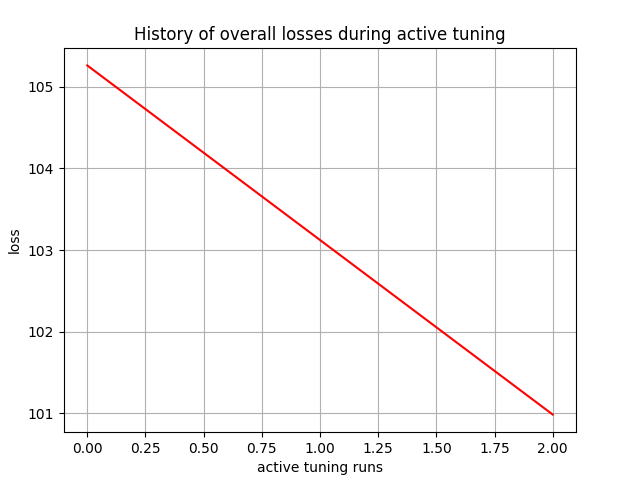 History of overall losses during active tuning
105
104
103
102
101
loss
0.00 0.25 0.50 0.75 1.00 1.25 1.50 1.75 2.00
active tuning runs